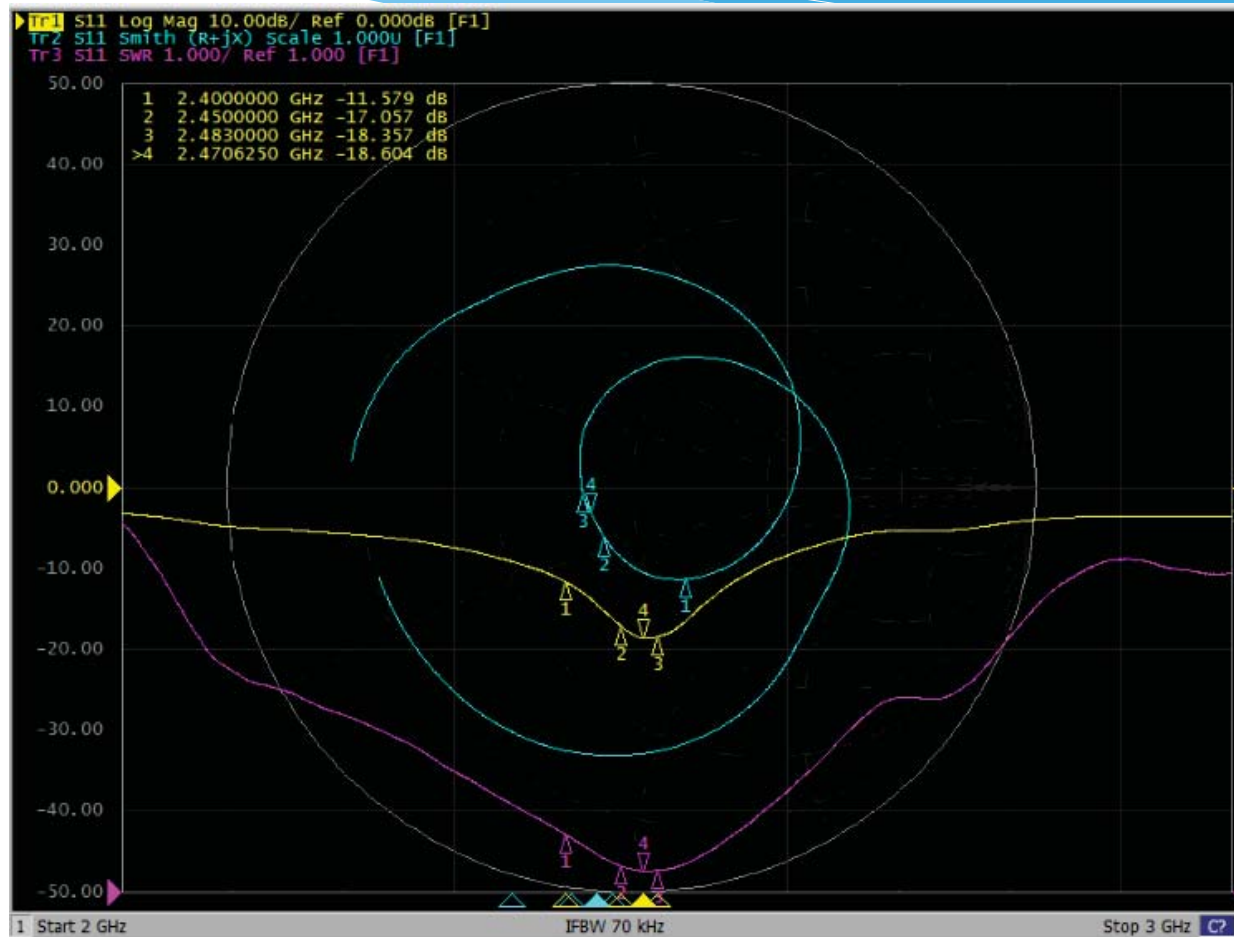 Tr1 S11 Log Mag 10.00dB/ Ref 0.000dB [F1]
Tr2 S11 Smith (R+jX) Scale 1.000U [F1]
Tr3 S11 SWR 1.000/ Ref 1.000 [F1]
50.00
1 2.4000000 GHz -11.579 dB
2 2.4500000 GHz -17.057 dB
3 2.4830000 GHz -18.357 dB
>4 2.4706250 GHz -18.604 dB
40.00
30.00
20.00
10.00
0.000
4
3
2
-10.00
1
1
4
-20.00
2
3
-30.00
-40.00
4
1
2
3
-50.00
1 Start 2 GHz IFBW 70 kHz Stop 3 GHz C?